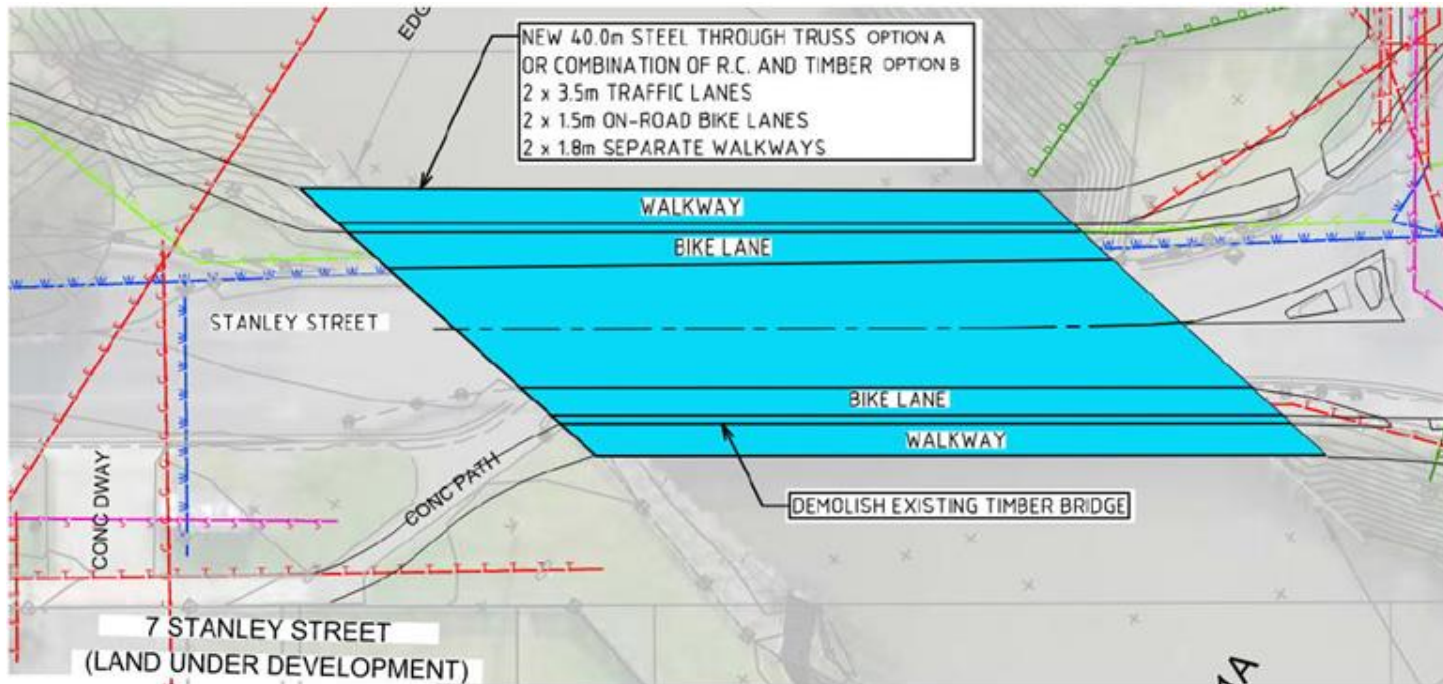 EDG
NEW 40.0m STEEL THROUGH TRUSS OPTION A
OR COMBINATION OF R.C. AND TIMBER OPTION B
2 x 3.5m TRAFFIC LANES
2 x 1.5m ON-ROAD BIKE LANES
2 x 1.8m SEPARATE WALKWAYS
WALKWAY
BIKE LANE
STANLEY STREET
BIKE LANE
WALKWAY
CONC DWAY
CONC PATH
DEMOLISH EXISTING TIMBER BRIDGE
7 STANLEY STREET
(LAND UNDER DEVELOPMENT)